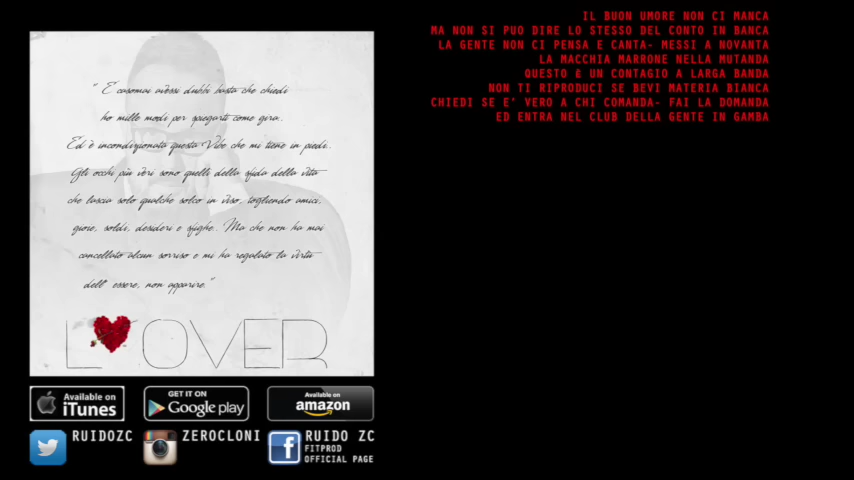 " E casomai avessi dubbi basta che chiedi
ho mille modi per spiegarti come gira.
Ed è incondizionata questa Vibe che mi tiene in piedi.
Gli occhi più veri sono quelli della sfida della vita
che lascia solo qualche solco in viso, togliendo amici,
gioie, soldi, desideri e sfighe.. Ma che non ha mai
cancellato alcun sorriso e mi ha regalato la virtù
dell' essere, non apparire."
L OVER
Available on iTunes
GET IT ON Google play
Available on amazon
RUIDOZC
ZEROCLONI
RUIDO ZC
FITPROD
OFFICIAL PAGE
IL BUON UMORE NON CI MANCA
MA NON SI PUO DIRE LO STESSO DEL CONTO IN BANCA
LA GENTE NON CI PENSA E CANTA- MESSI A NOVANTA
LA MACCHIA MARRONE NELLA MUTANDA
QUESTO È UN CONTAGIO A LARGA BANDA
NON TI RIPRODUCI SE BEVI MATERIA BIANCA
CHIEDI SE E' VERO A CHI COMANDA- FAI LA DOMANDA
ED ENTRA NEL CLUB DELLA GENTE IN GAMBA